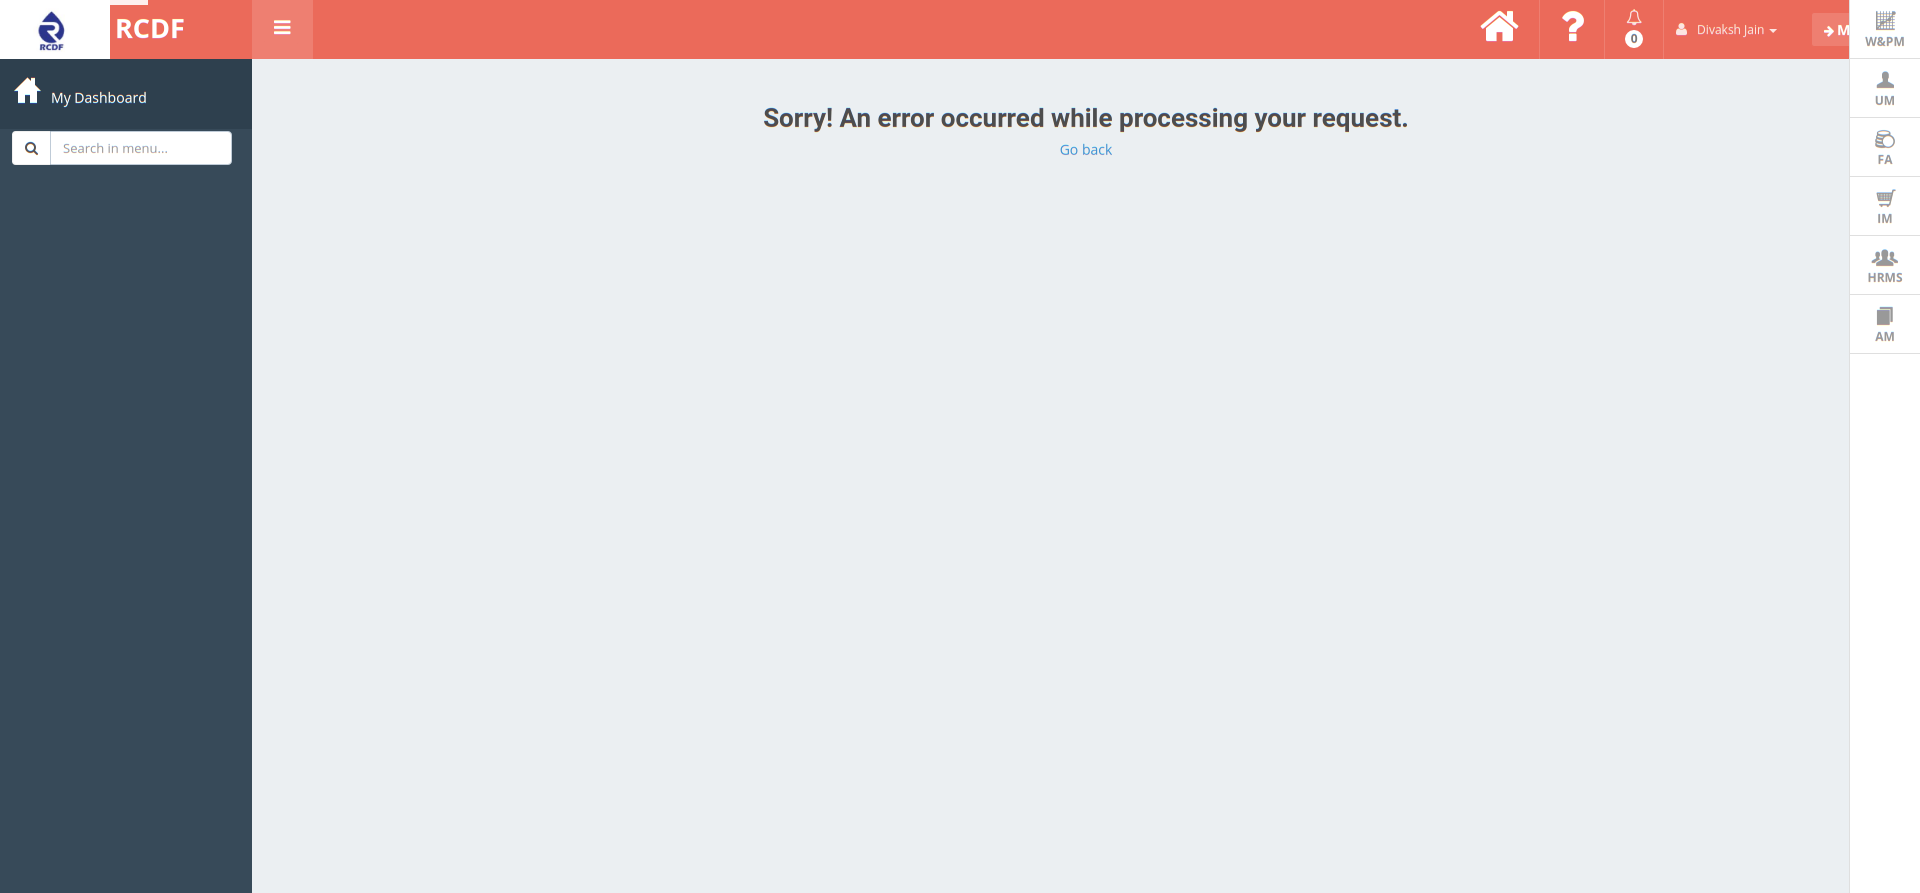 RCDF
RCDF
0
Divaksh Jain
M
W&PM
My Dashboard
Search in menu...
Sorry! An error occurred while processing your request.
Go back
UM
FA
IM
HRMS
AM